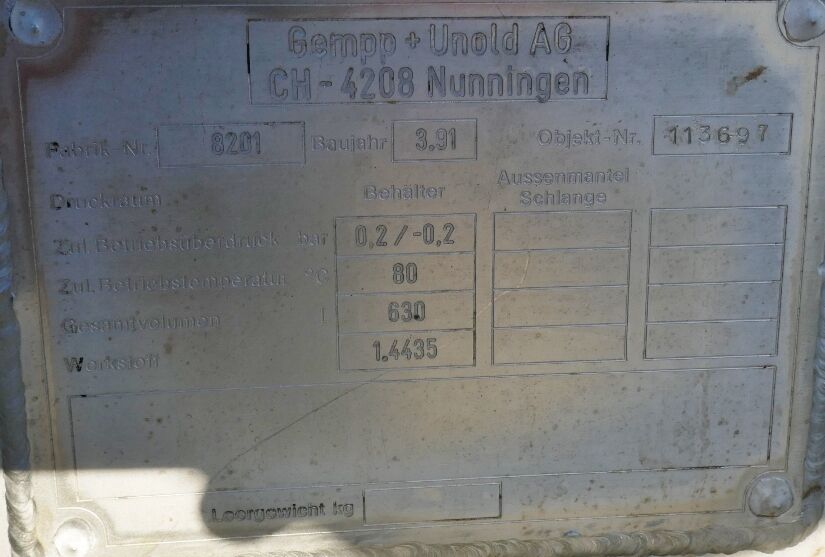 Gempp + Unold AG
CH - 4208 Nunningen
Fabrik-Nr. 8201 Baujahr 3.91 Objekt-Nr. 113697
Druckraum Behälter Aussenmantel
Schlange
Zul. Betriebsüberdruck bar 0,2 / -0,2
Zul. Betriebstemperatur °C 80
Gesamtvolumen l 630
Werkstoff 1.4435
Leergewicht kg